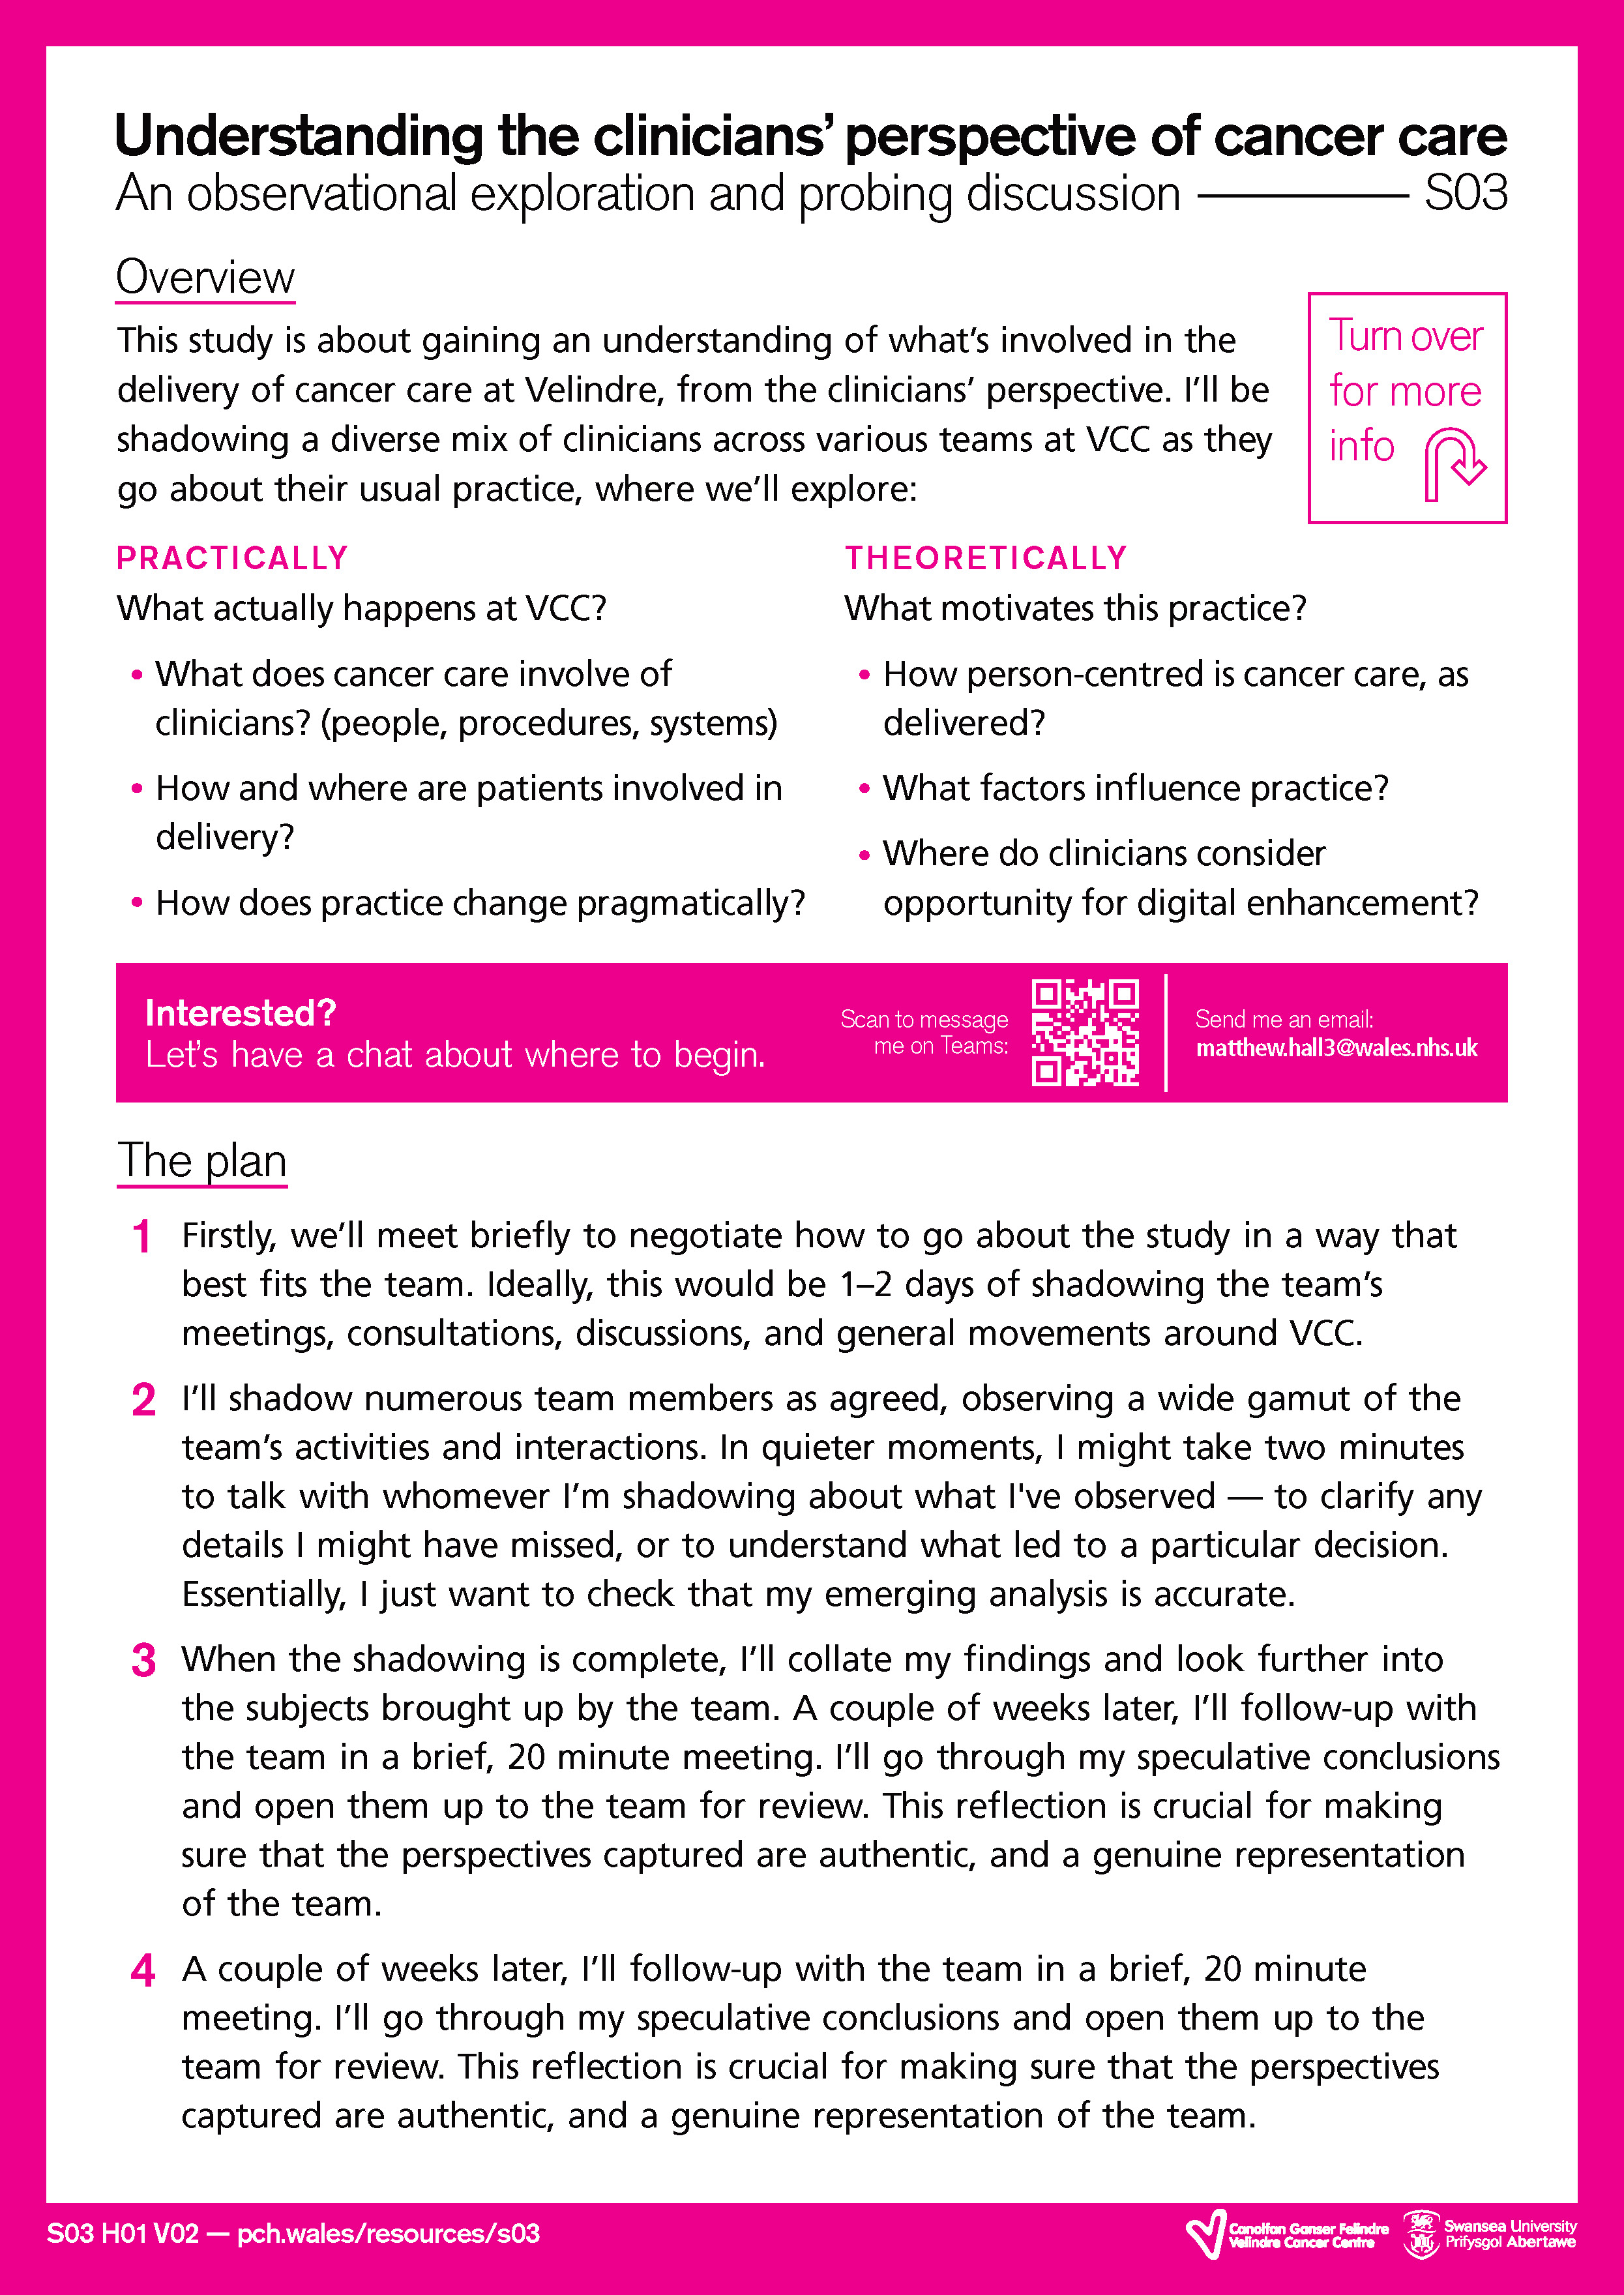 Understanding the clinicians’ perspective of cancer care
An observational exploration and probing discussion ——— S03
Overview
This study is about gaining an understanding of what’s involved in the
delivery of cancer care at Velindre, from the clinicians’ perspective. I’ll be
shadowing a diverse mix of clinicians across various teams at VCC as they
go about their usual practice, where we’ll explore:
Turn over
for more
info
PRACTICALLY
What actually happens at VCC?
• What does cancer care involve of
clinicians? (people, procedures, systems)
• How and where are patients involved in
delivery?
• How does practice change pragmatically?
THEORETICALLY
What motivates this practice?
• How person-centred is cancer care, as
delivered?
• What factors influence practice?
• Where do clinicians consider
opportunity for digital enhancement?
Interested?
Let’s have a chat about where to begin.
Scan to message
me on Teams:
Send me an email:
matthew.hall3@wales.nhs.uk
The plan
1 Firstly, we’ll meet briefly to negotiate how to go about the study in a way that
best fits the team. Ideally, this would be 1–2 days of shadowing the team’s
meetings, consultations, discussions, and general movements around VCC.
2 I’ll shadow numerous team members as agreed, observing a wide gamut of the
team’s activities and interactions. In quieter moments, I might take two minutes
to talk with whomever I’m shadowing about what I've observed — to clarify any
details I might have missed, or to understand what led to a particular decision.
Essentially, I just want to check that my emerging analysis is accurate.
3 When the shadowing is complete, I’ll collate my findings and look further into
the subjects brought up by the team. A couple of weeks later, I’ll follow-up with
the team in a brief, 20 minute meeting. I’ll go through my speculative conclusions
and open them up to the team for review. This reflection is crucial for making
sure that the perspectives captured are authentic, and a genuine representation
of the team.
4 A couple of weeks later, I’ll follow-up with the team in a brief, 20 minute
meeting. I’ll go through my speculative conclusions and open them up to the
team for review. This reflection is crucial for making sure that the perspectives
captured are authentic, and a genuine representation of the team.
S03 H01 V02 — pch.wales/resources/s03
Canolfan Ganser Felindre
Velindre Cancer Centre
Swansea University
Prifysgol Abertawe